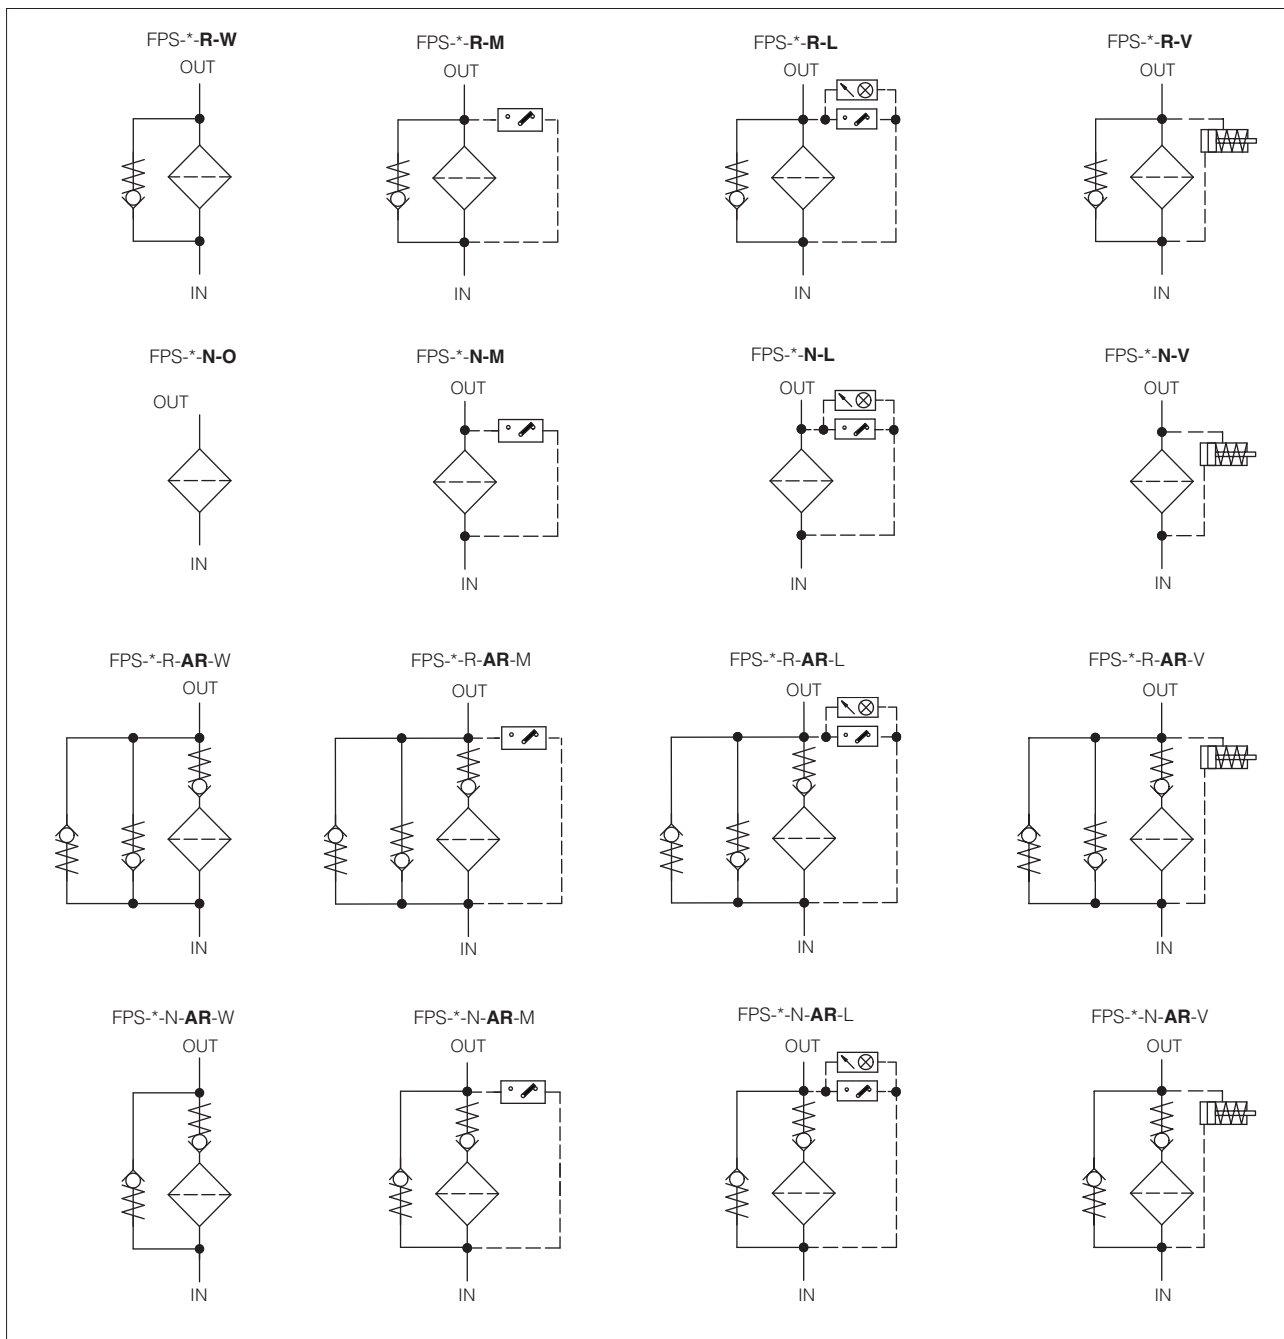 FPS-*-R-W
FPS-*-R-M
FPS-*-R-L
FPS-*-R-V
OUT
OUT
OUT
OUT
IN
IN
IN
IN
FPS-*-N-O
FPS-*-N-M
FPS-*-N-L
FPS-*-N-V
OUT
OUT
OUT
OUT
IN
IN
IN
IN
FPS-*-R-AR-W
FPS-*-R-AR-M
FPS-*-R-AR-L
FPS-*-R-AR-V
OUT
OUT
OUT
OUT
IN
IN
IN
IN
FPS-*-N-AR-W
FPS-*-N-AR-M
FPS-*-N-AR-L
FPS-*-N-AR-V
OUT
OUT
OUT
OUT
IN
IN
IN
IN